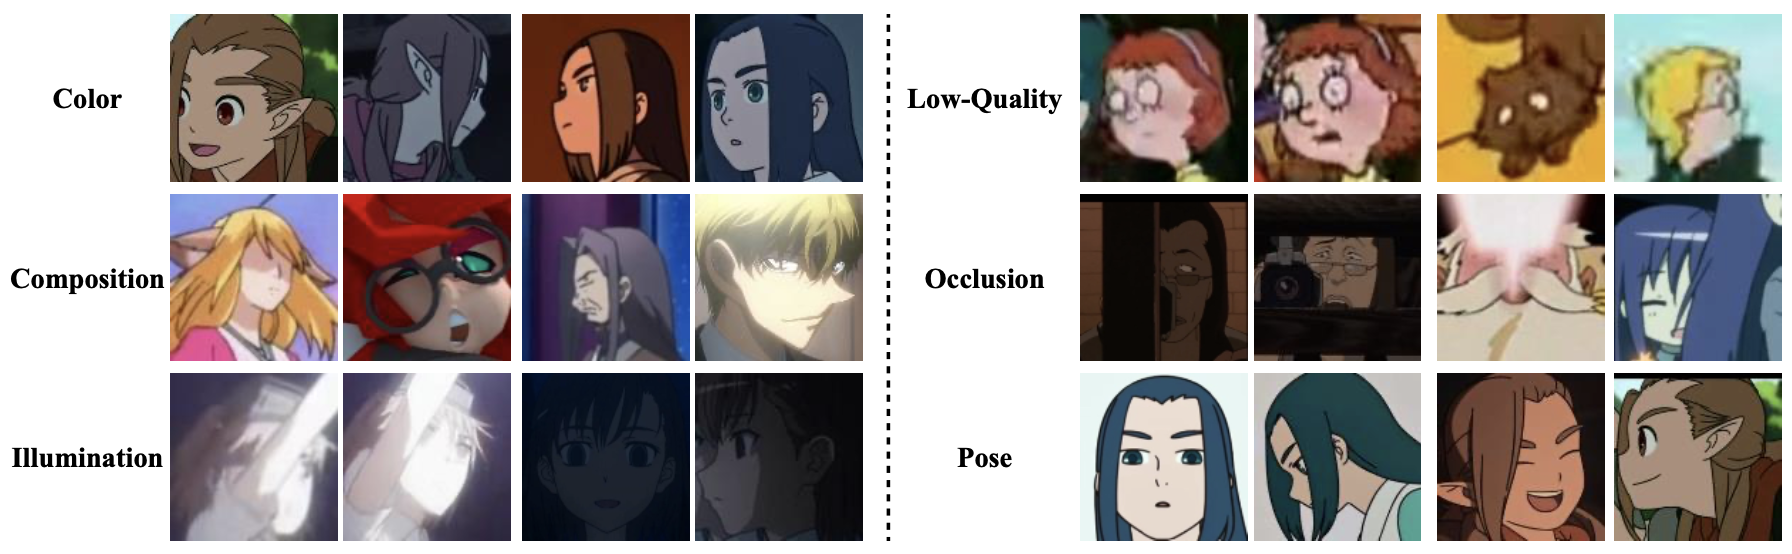 Color
Composition
Illumination
Low-Quality
Occlusion
Pose